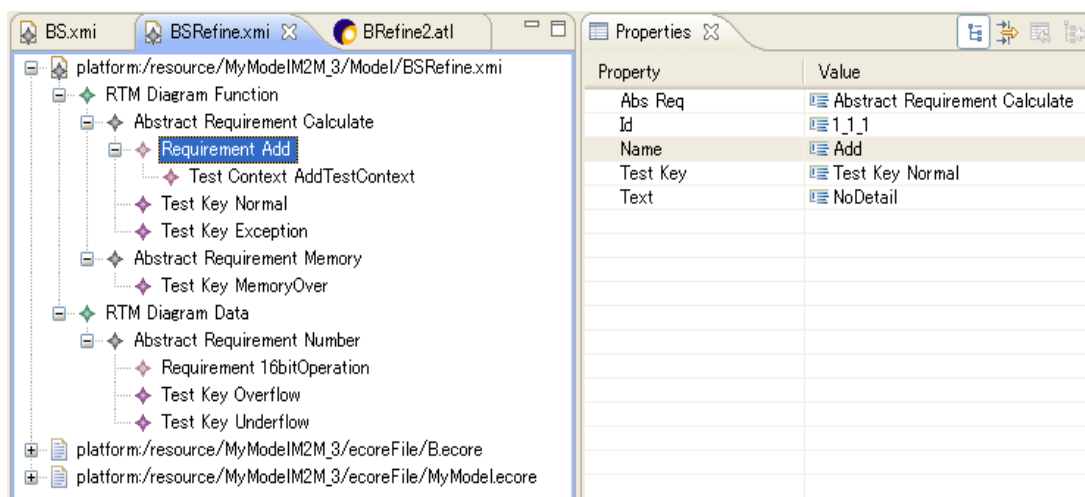 BS.xmi BSRefine.xmi BRefine2.atl
platform:/resource/MyModelM2M_3/Model/BSRefine.xmi
RTM Diagram Function
Abstract Requirement Calculate
Requirement Add
Test Context AddTestContext
Test Key Normal
Test Key Exception
Abstract Requirement Memory
Test Key MemoryOver
RTM Diagram Data
Abstract Requirement Number
Requirement 16bitOperation
Test Key Overflow
Test Key Underflow
platform:/resource/MyModelM2M_3/ecoreFile/B.ecore
platform:/resource/MyModelM2M_3/ecoreFile/MyModel.ecore
Properties
Property Value
Abs Req Abstract Requirement Calculate
Id 1_1_1
Name Add
Test Key Test Key Normal
Text NoDetail